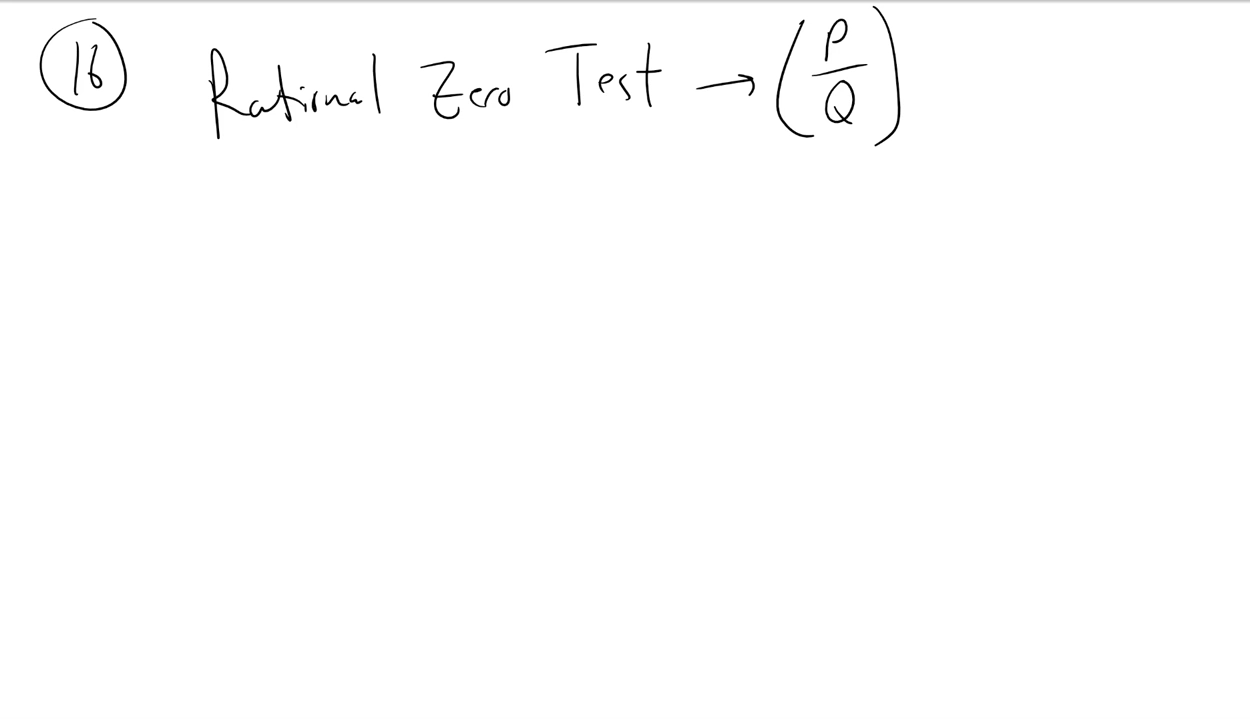 16 Rational Zero Test → (P/Q)